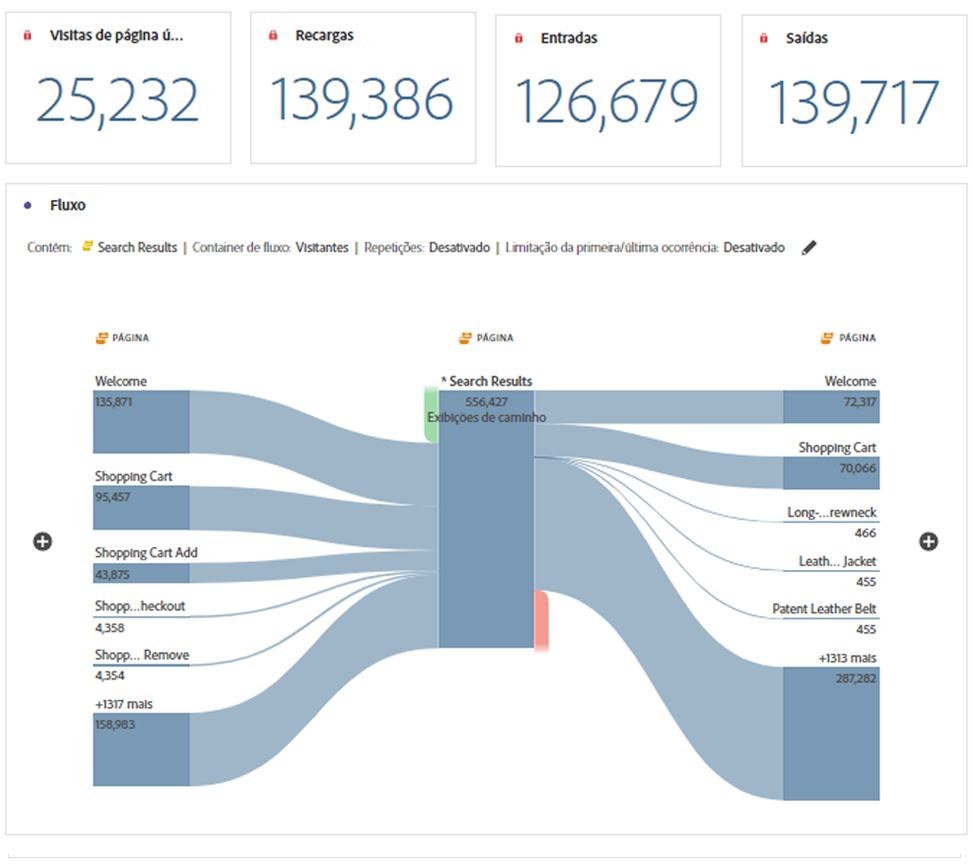 Visitas de página ú...
Recargas
Entradas
Saídas
25,232
139,386
126,679
139,717
Fluxo
Contém: Search Results | Container de fluxo: Visitantes | Repetições: Desativado | Limitação da primeira/última ocorrência: Desativado
PÁGINA
PÁGINA
PÁGINA
Welcome
135,871
Shopping Cart
95,457
Shopping Cart Add
43,875
Shopp...heckout
4,358
Shopp... Remove
4,354
+1317 mais
158,983
* Search Results
556,427
Exibições de caminho
Welcome
72,317
Shopping Cart
70,066
Long-...rewneck
466
Leath... Jacket
455
Patent Leather Belt
455
+1313 mais
287,282